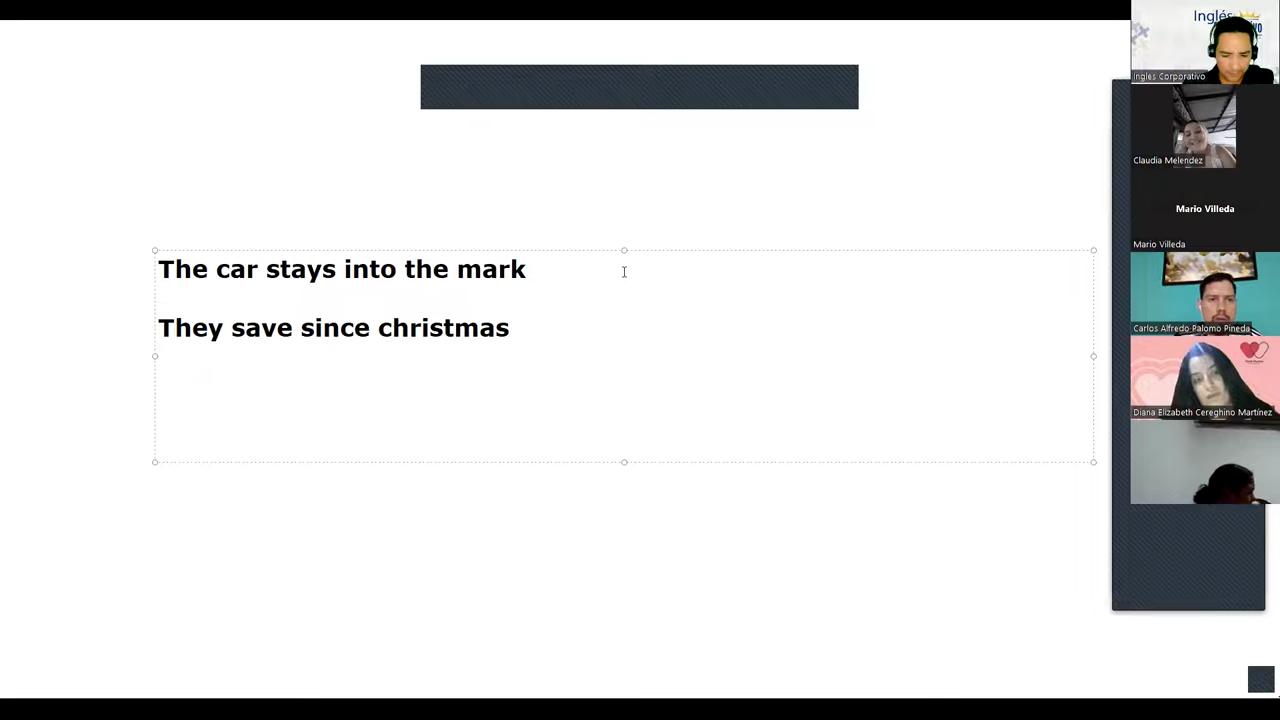 The car stays into the mark
They save since christmas
Inglés
Ingles Corporativo
Claudia Melendez
Mario Villeda
Mario Villeda
Carlos Alfredo Palomo Pineda
Diana Elizabeth Cereghino Martínez